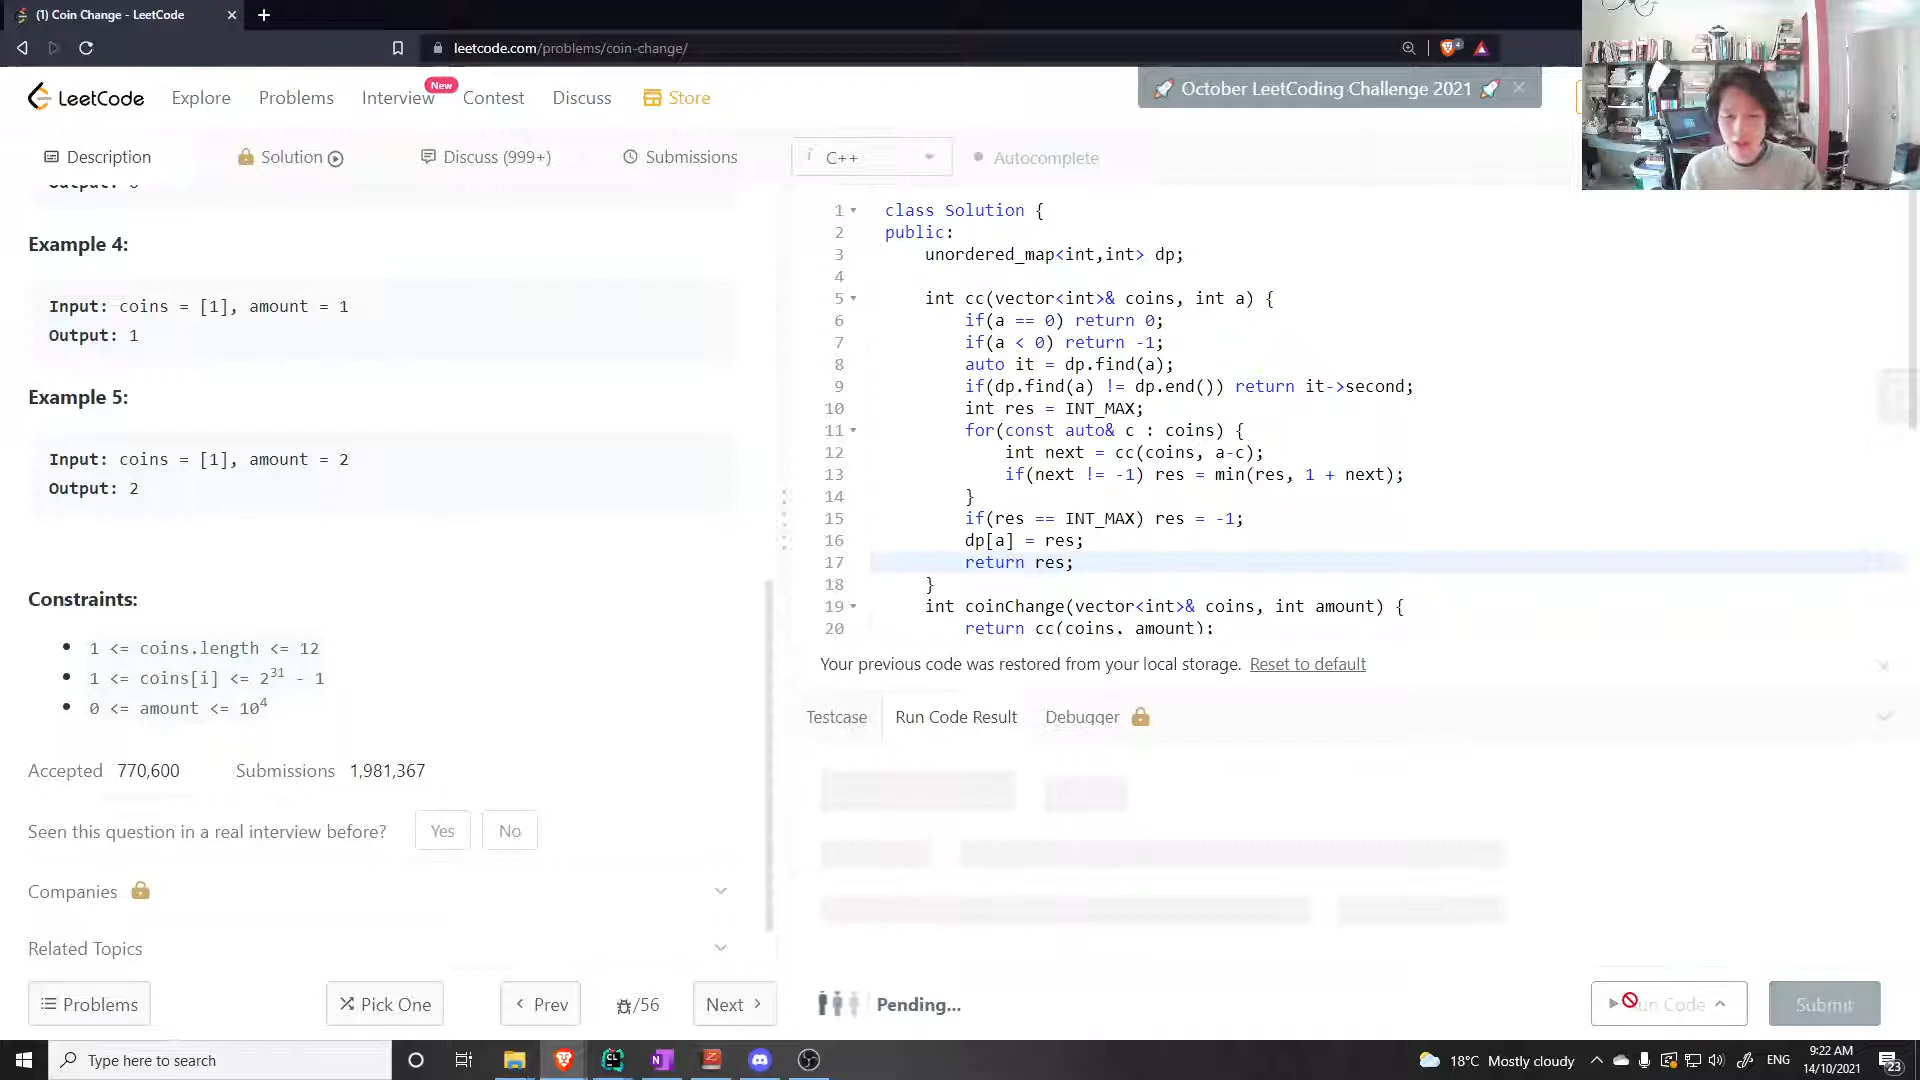 (1) Coin Change - LeetCode
leetcode.com/problems/coin-change/
LeetCode Explore Problems Interview New Contest Discuss Store
October LeetCoding Challenge 2021
Description Solution Discuss (999+) Submissions
i C++ Autocomplete
Example 4:
Input: coins = [1], amount = 1
Output: 1
Example 5:
Input: coins = [1], amount = 2
Output: 2
Constraints:
1 <= coins.length <= 12
1 <= coins[i] <= 2^31 - 1
0 <= amount <= 10^4
Accepted 770,600 Submissions 1,981,367
Seen this question in a real interview before? Yes No
Companies
Related Topics
Problems Pick One Prev /56 Next
1 class Solution {
2 public:
3 unordered_map<int,int> dp;
4
5 int cc(vector<int>& coins, int a) {
6 if(a == 0) return 0;
7 if(a < 0) return -1;
8 auto it = dp.find(a);
9 if(dp.find(a) != dp.end()) return it->second;
10 int res = INT_MAX;
11 for(const auto& c : coins) {
12 int next = cc(coins, a-c);
13 if(next != -1) res = min(res, 1 + next);
14 }
15 if(res == INT_MAX) res = -1;
16 dp[a] = res;
17 return res;
18 }
19 int coinChange(vector<int>& coins, int amount) {
20 return cc(coins, amount);
Your previous code was restored from your local storage. Reset to default
Testcase Run Code Result Debugger
Pending...
Code Submit
Type here to search
18°C Mostly cloudy ENG
9:22 AM
14/10/2021
23